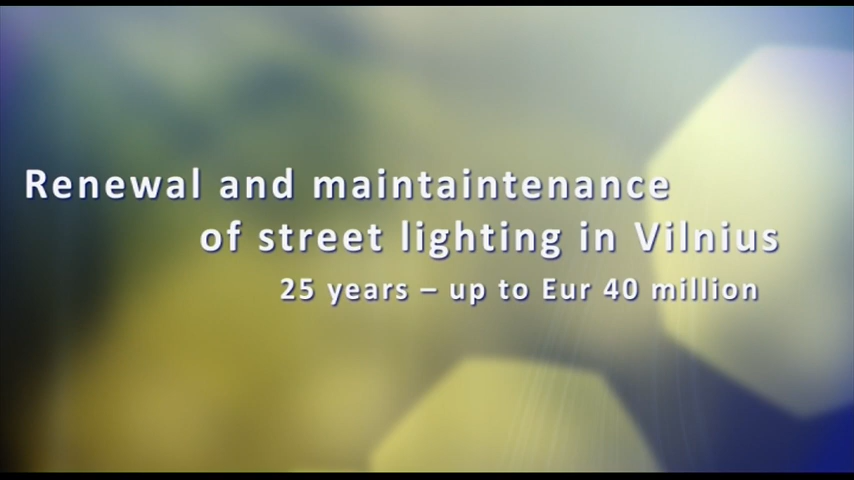 Renewal and maintaintenance
of street lighting in Vilnius
25 years – up to Eur 40 million